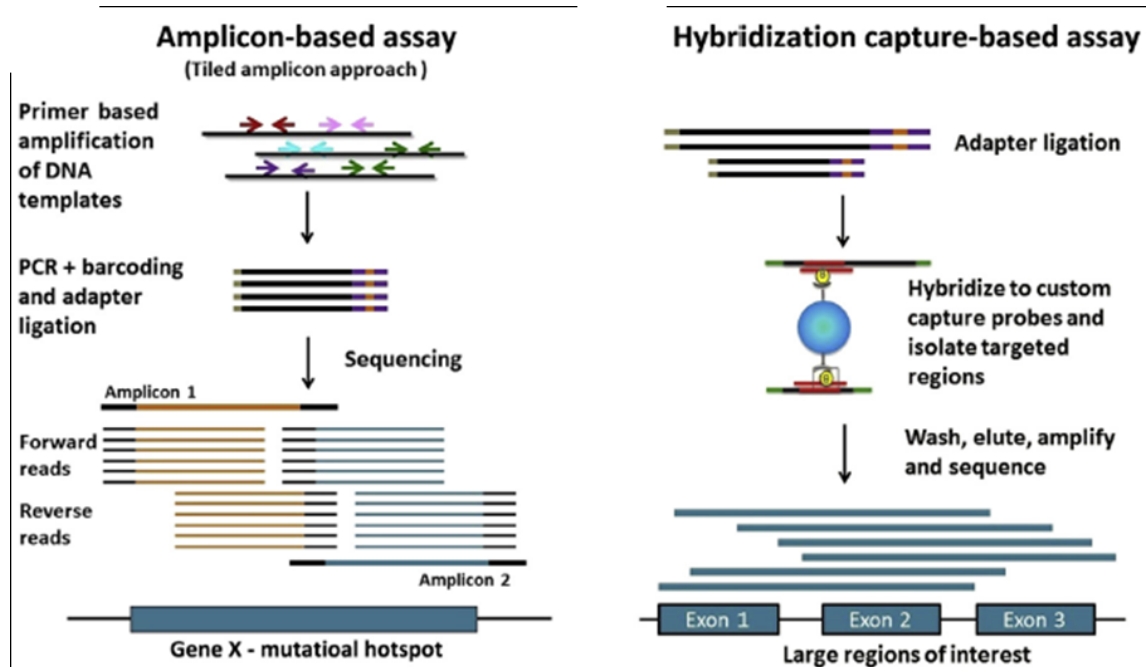 Amplicon-based assay
(Tiled amplicon approach )
Primer based
amplification
of DNA
templates
PCR + barcoding
and adapter
ligation
Sequencing
Amplicon 1
Forward
reads
Reverse
reads
Amplicon 2
Gene X - mutatioal hotspot
Hybridization capture-based assay
Adapter ligation
B
Hybridize to custom
capture probes and
isolate targeted
regions
B
Wash, elute, amplify
and sequence
Exon 1
Exon 2
Exon 3
Large regions of interest